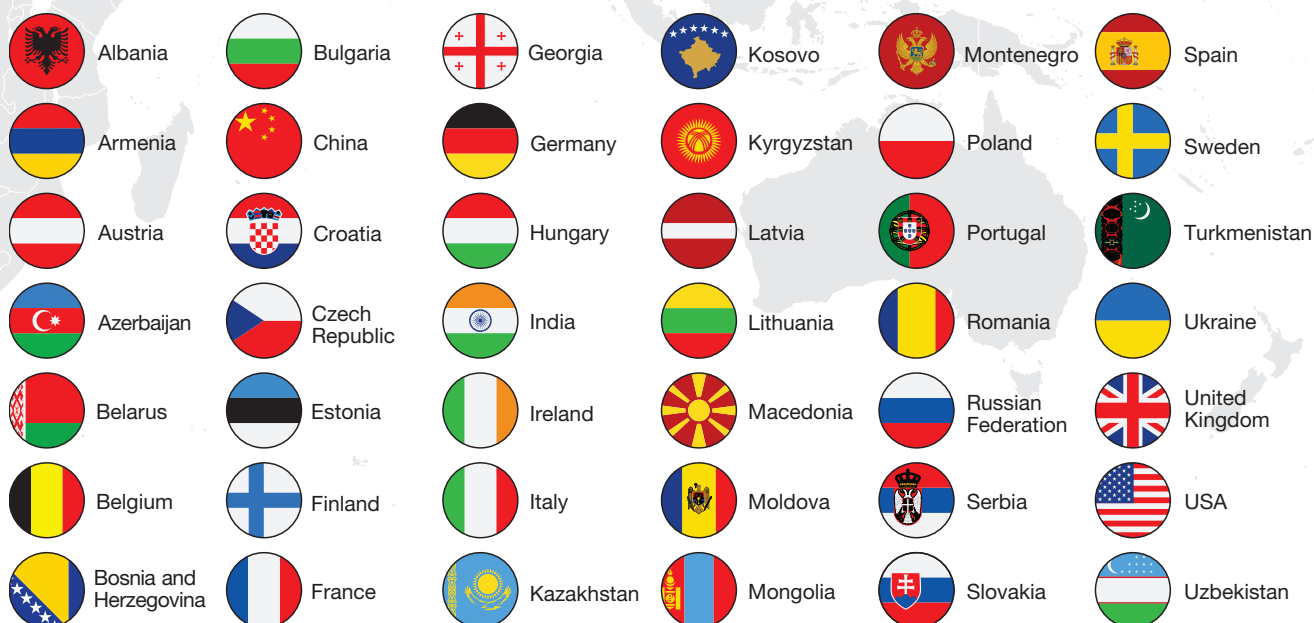 Albania
Armenia
Austria
Azerbaijan
Belarus
Belgium
Bosnia and
Herzegovina
Bulgaria
China
Croatia
Czech
Republic
Estonia
Finland
France
Georgia
Germany
Hungary
India
Ireland
Italy
Kazakhstan
Kosovo
Kyrgyzstan
Latvia
Lithuania
Macedonia
Moldova
Mongolia
Montenegro
Poland
Portugal
Romania
Russian
Federation
Serbia
Slovakia
Spain
Sweden
Turkmenistan
Ukraine
United
Kingdom
USA
Uzbekistan